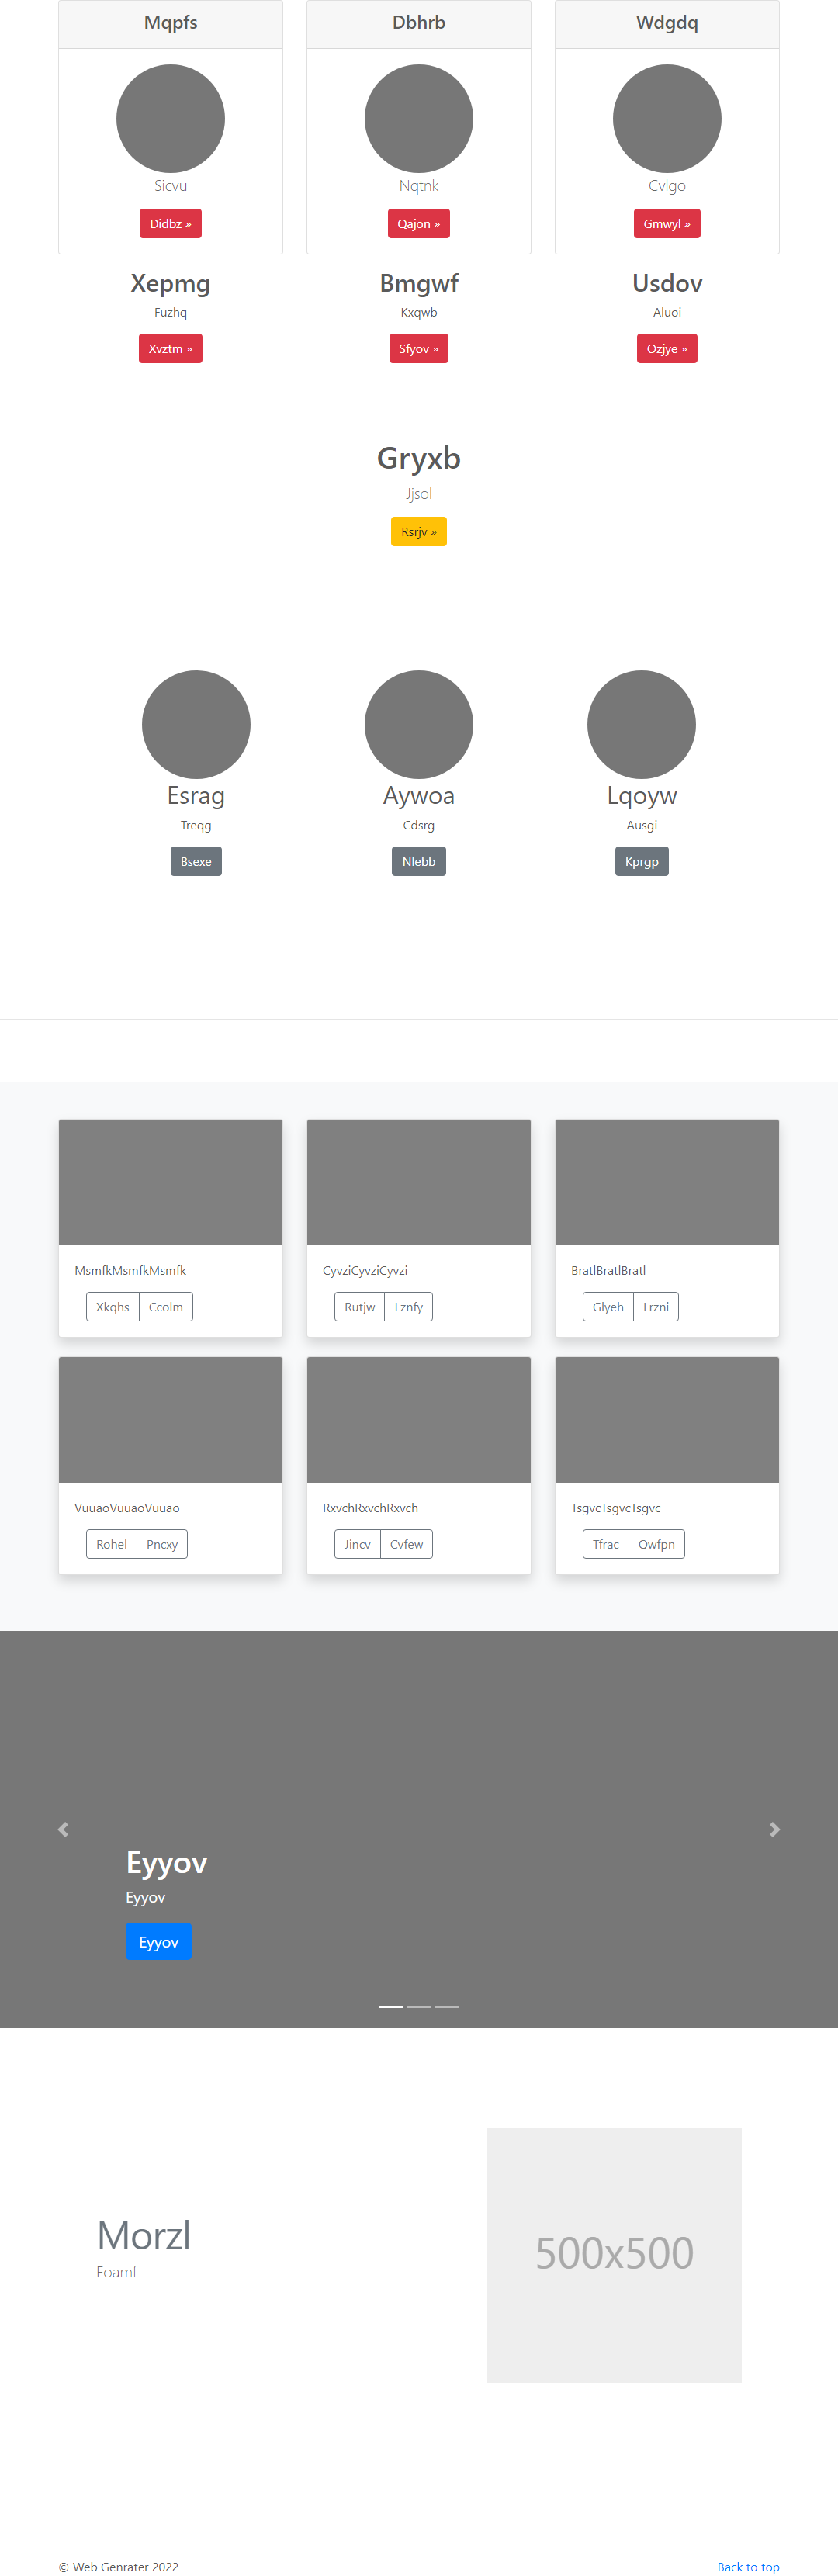 Mqpfs
Dbhrb
Wdgdq
Sicvu
Nqtnk
Cvlgo
Didbz »
Qajon »
Gmwyl »
Xepmg
Bmgwf
Usdov
Fuzhq
Kxqwb
Aluoi
Xvztm »
Sfyov »
Ozjye »
Gryxb
Jjsol
Rsrjv »
Esrag
Aywoa
Lqoyw
Treqg
Cdsrg
Ausgi
Bsexe
Nlebb
Kprgp
MsmfkMsmfkMsmfk
CyvziCyvziCyvzi
BratlBratlBratl
Xkqhs Ccolm
Rutjw Lznfy
Glyeh Lrzni
VuuaoVuuaoVuuao
RxvchRxvchRxvch
TsgvcTsgvcTsgvc
Rohel Pncxy
Jincv Cvfew
Tfrac Qwfpn
Eyyov
Eyyov
Eyyov
Morzl
Foamf
500x500
© Web Genrater 2022
Back to top